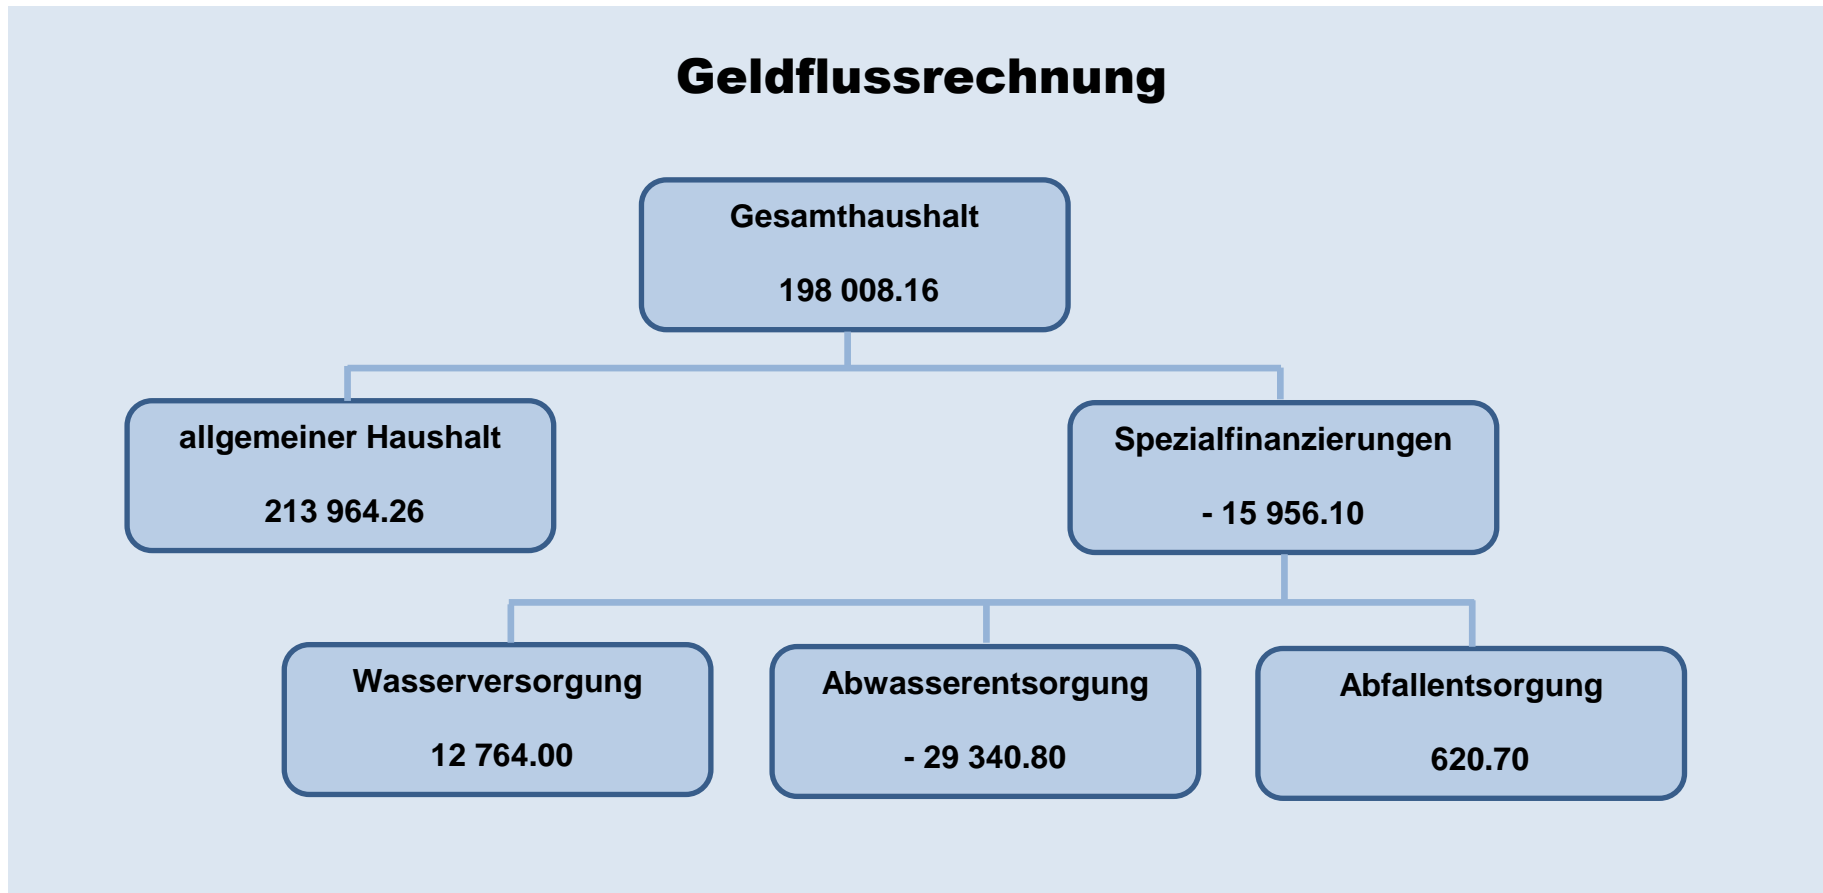 Geldflussrechnung
Gesamthaushalt
198 008.16
allgemeiner Haushalt
213 964.26
Spezialfinanzierungen
- 15 956.10
Wasserversorgung
12 764.00
Abwasserentsorgung
- 29 340.80
Abfallentsorgung
620.70